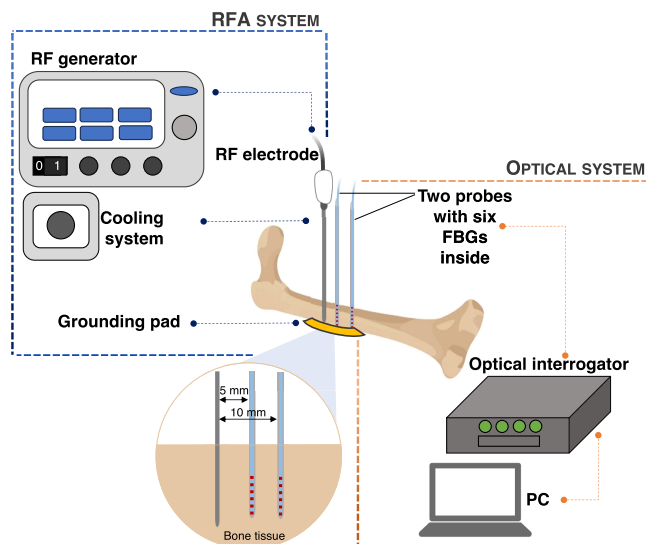 RFA SYSTEM
RF generator
0 1
RF electrode
OPTICAL SYSTEM
Two probes
with six
FBGs
inside
Cooling
system
Grounding pad
Optical interrogator
5 mm
10 mm
PC
Bone tissue